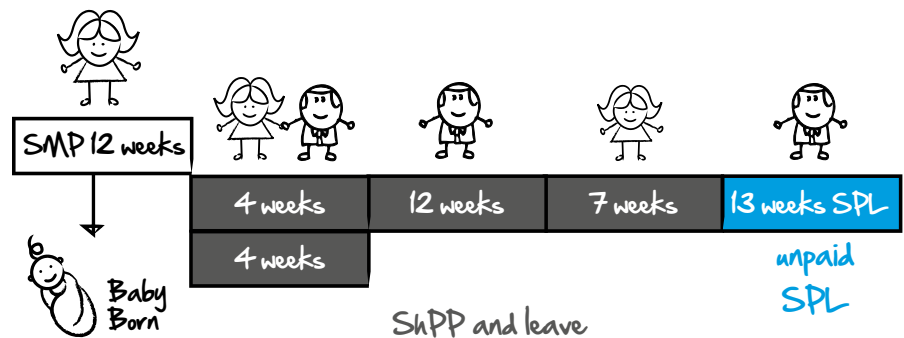 SMP 12 weeks
4 weeks
12 weeks
7 weeks
13 weeks SPL
4 weeks
unpaid
SPL
Baby
Born
ShPP and leave